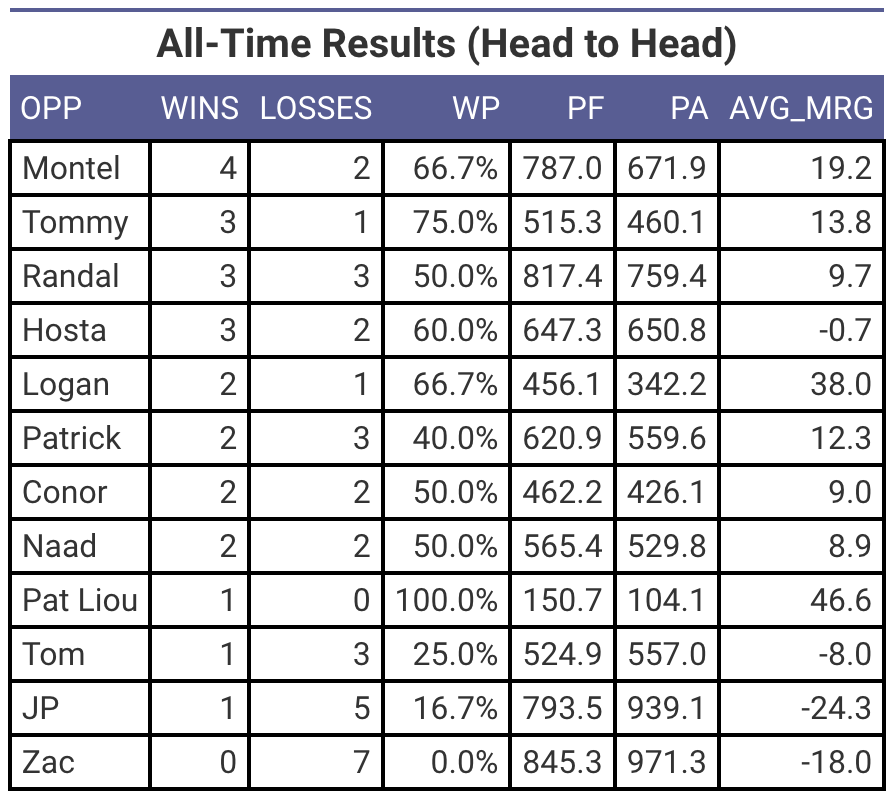 All-Time Results (Head to Head)
OPP WINS LOSSES WP PF PA AVG_MRG
Montel 4 2 66.7% 787.0 671.9 19.2
Tommy 3 1 75.0% 515.3 460.1 13.8
Randal 3 3 50.0% 817.4 759.4 9.7
Hosta 3 2 60.0% 647.3 650.8 -0.7
Logan 2 1 66.7% 456.1 342.2 38.0
Patrick 2 3 40.0% 620.9 559.6 12.3
Conor 2 2 50.0% 462.2 426.1 9.0
Naad 2 2 50.0% 565.4 529.8 8.9
Pat Liou 1 0 100.0% 150.7 104.1 46.6
Tom 1 3 25.0% 524.9 557.0 -8.0
JP 1 5 16.7% 793.5 939.1 -24.3
Zac 0 7 0.0% 845.3 971.3 -18.0